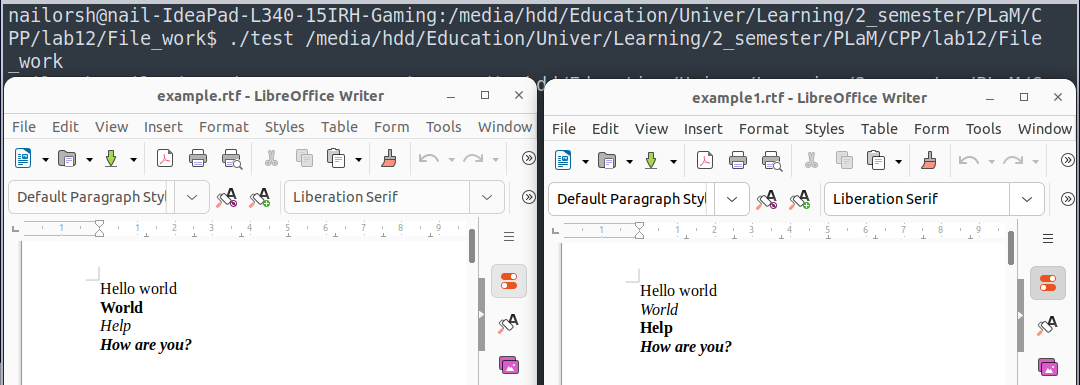 nailorsh@nail-IdeaPad-L340-15IRH-Gaming:/media/hdd/Education/Univer/Learning/2_semester/PLaM/C
PP/lab12/File_work$ ./test /media/hdd/Education/Univer/Learning/2_semester/PLaM/CPP/lab12/File
_work
example.rtf - LibreOffice Writer
File Edit View Insert Format Styles Table Form Tools Window
Default Paragraph Styl Liberation Serif
1 1 2 3 4 5 6 7 8 9
Hello world
World
Help
How are you?
example1.rtf - LibreOffice Writer
File Edit View Insert Format Styles Table Form Tools Window
Default Paragraph Styl Liberation Serif
1 1 2 3 4 5 6 7 8 9
Hello world
World
Help
How are you?